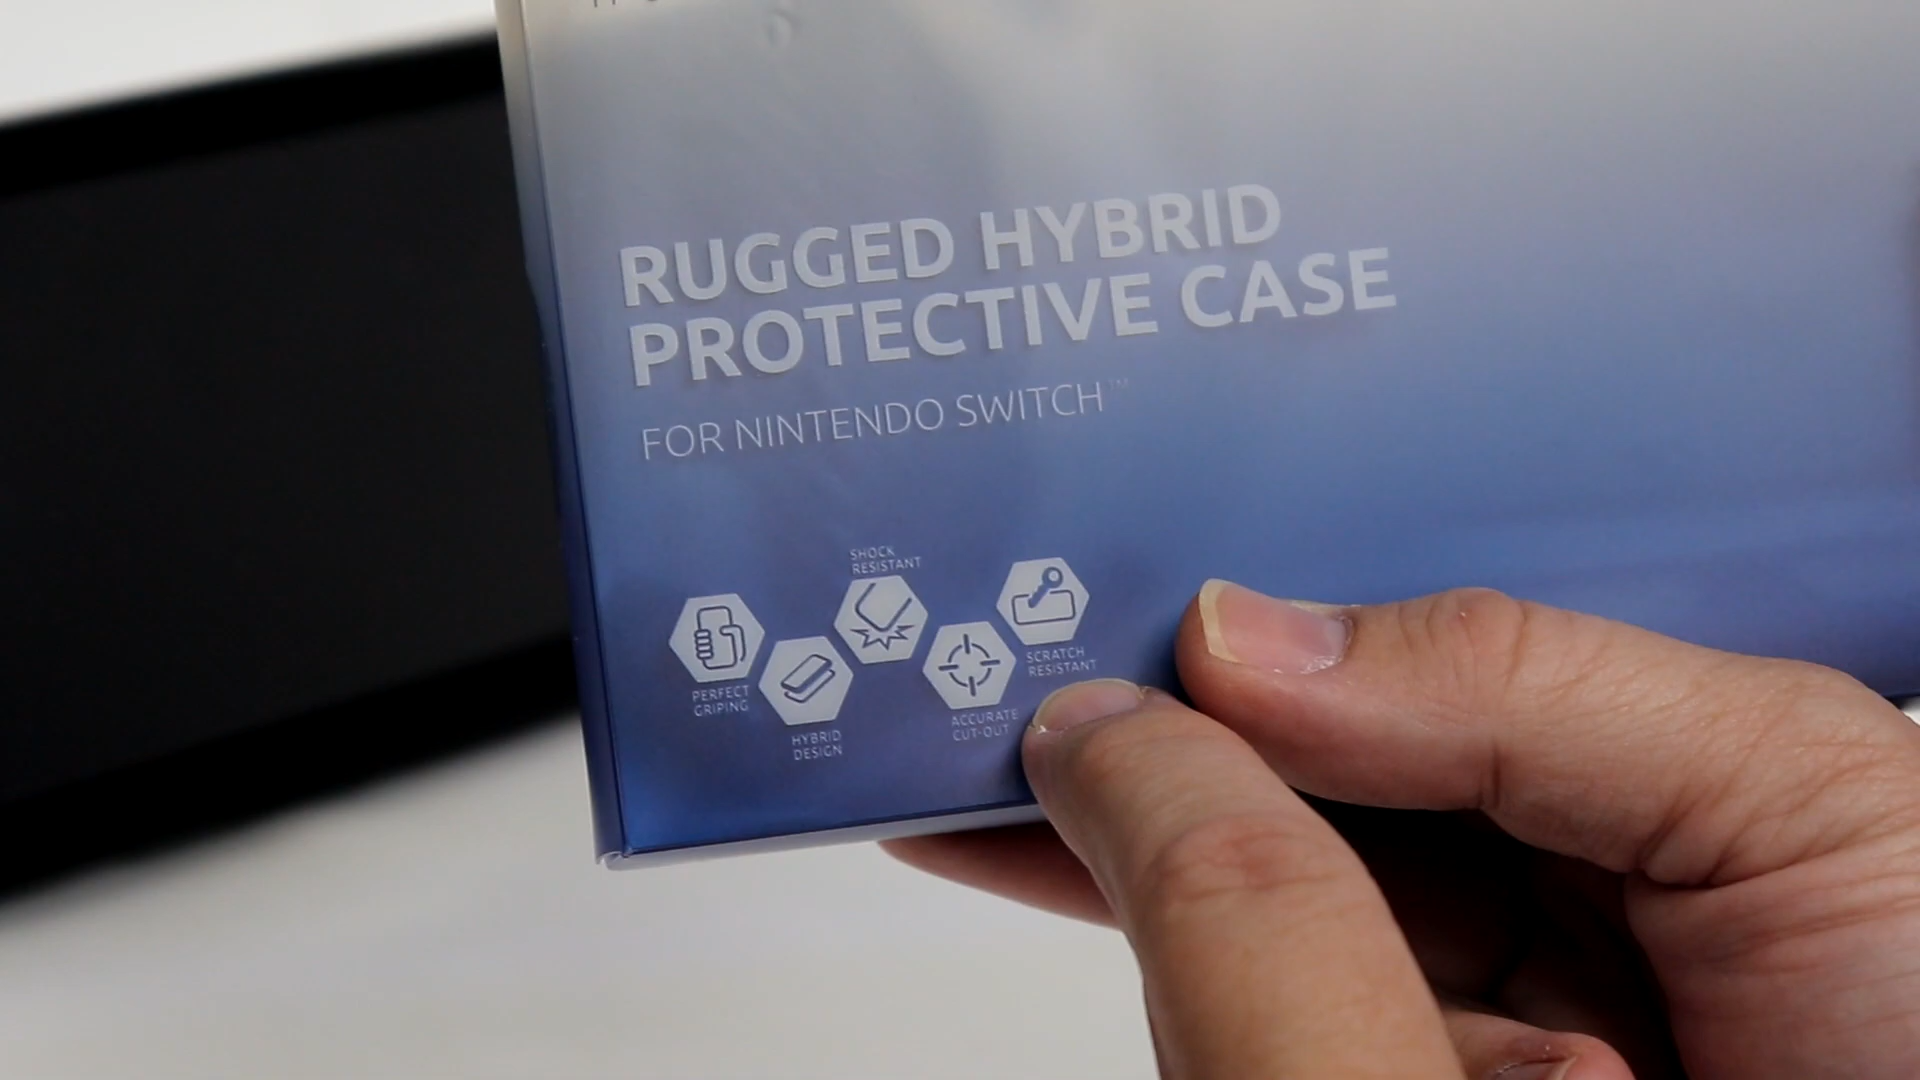 RUGGED HYBRID
PROTECTIVE CASE
FOR NINTENDO SWITCH™
PERFECT
GRIPING
HYBRID
DESIGN
SHOCK
RESISTANT
ACCURATE
CUT-OUT
SCRATCH
RESISTANT